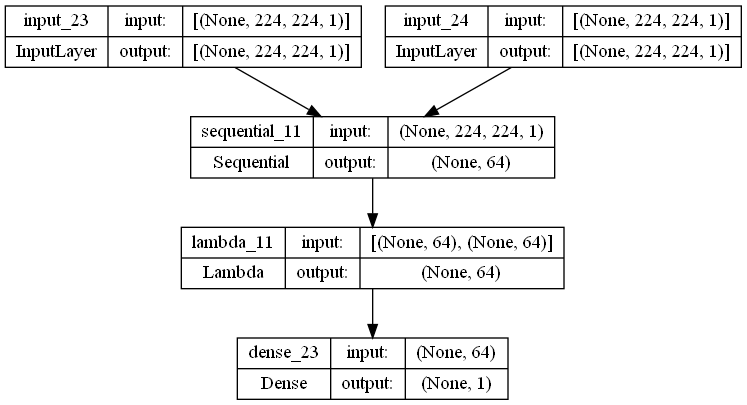 input_23 input: [(None, 224, 224, 1)]
InputLayer output: [(None, 224, 224, 1)]
input_24 input: [(None, 224, 224, 1)]
InputLayer output: [(None, 224, 224, 1)]
sequential_11 input: (None, 224, 224, 1)
Sequential output: (None, 64)
lambda_11 input: [(None, 64), (None, 64)]
Lambda output: (None, 64)
dense_23 input: (None, 64)
Dense output: (None, 1)